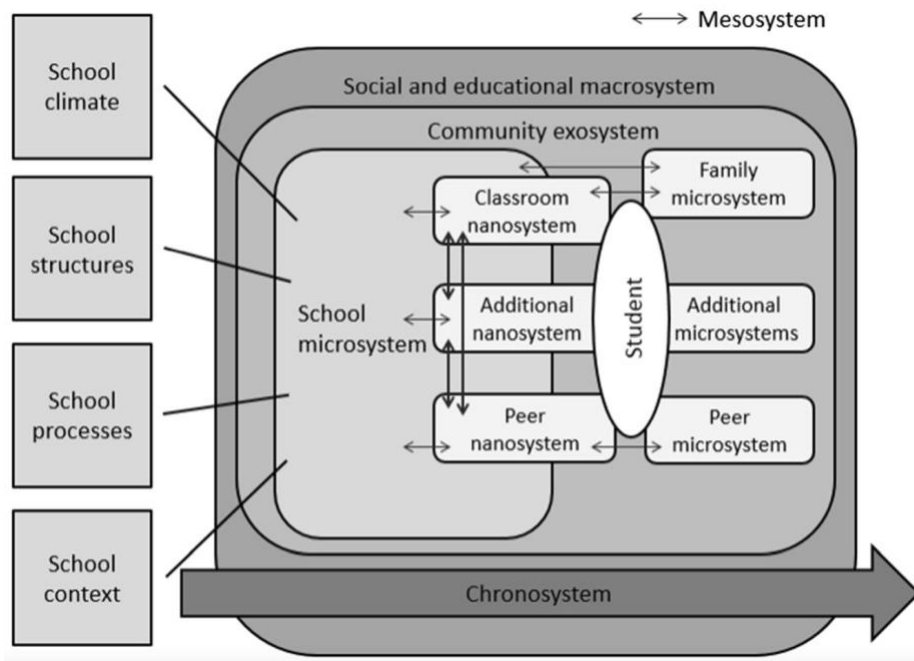 Mesosystem
School
climate
School
structures
School
processes
School
context
Social and educational macrosystem
Community exosystem
School
microsystem
Classroom
nanosystem
Family
microsystem
Additional
nanosystem
Student
Additional
microsystems
Peer
nanosystem
Peer
microsystem
Chronosystem